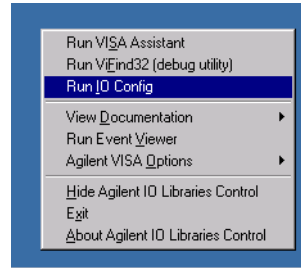 Run VISA Assistant
Run ViFind32 (debug utility)
Run IO Config
View Documentation
Run Event Viewer
Agilent VISA Options
Hide Agilent IO Libraries Control
Exit
About Agilent IO Libraries Control